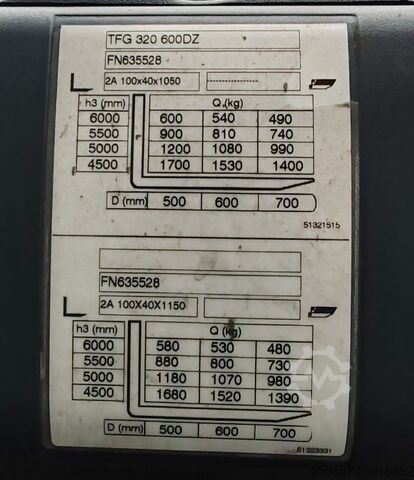 TFG 320 600DZ
FN635528
2A 100x40x1050 ----------
h3 (mm) Q (kg)
6000 600 540 490
5500 900 810 740
5000 1200 1080 990
4500 1700 1530 1400
D (mm) 500 600 700
51321515
FN635528
2A 100X40X1150
h3 (mm) Q (kg)
6000 580 530 480
5500 880 800 730
5000 1180 1070 980
4500 1680 1520 1390
D (mm) 500 600 700
51323331